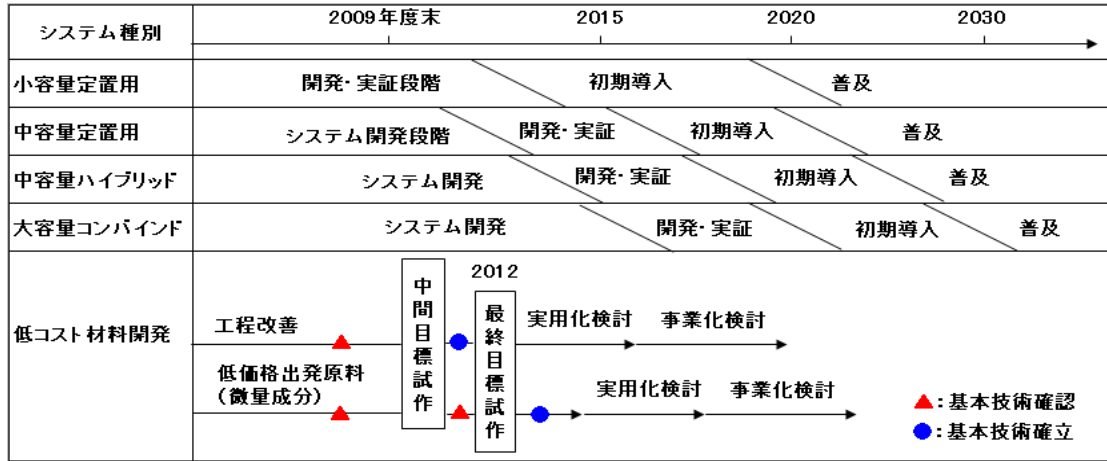 システム種別
2009年度末 2015 2020 2030
小容量定置用 開発・実証段階 初期導入 普及
中容量定置用 システム開発段階 開発・実証 初期導入 普及
中容量ハイブリッド システム開発 開発・実証 初期導入 普及
大容量コンバインド システム開発 開発・実証 初期導入 普及
低コスト材料開発
工程改善
中間目標試作
2012
最終目標試作
実用化検討 事業化検討
低価格出発原料
(微量成分)
実用化検討 事業化検討
▲:基本技術確認
●:基本技術確立